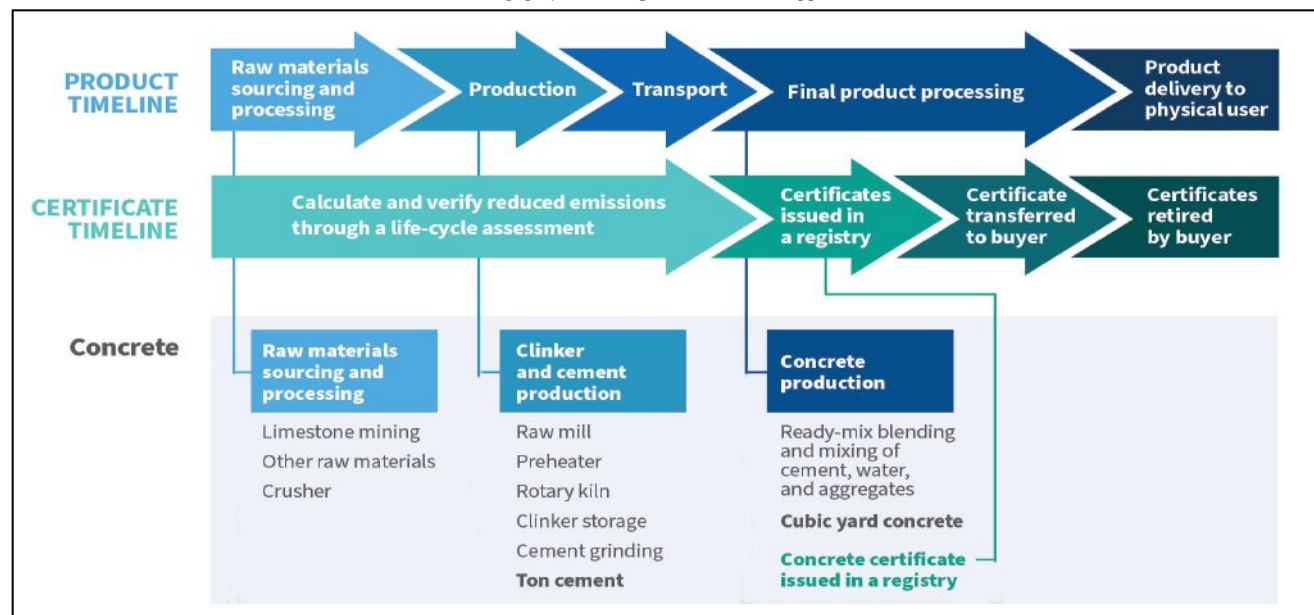 PRODUCT
TIMELINE
Raw materials
sourcing and
processing
Production
Transport
Final product processing
Product
delivery to
physical user
CERTIFICATE
TIMELINE
Calculate and verify reduced emissions
through a life-cycle assessment
Certificates
issued in
a registry
Certificate
transferred
to buyer
Certificates
retired
by buyer
Concrete
Raw materials
sourcing and
processing
Limestone mining
Other raw materials
Crusher
Clinker
and cement
production
Raw mill
Preheater
Rotary kiln
Clinker storage
Cement grinding
Ton cement
Concrete
production
Ready-mix blending
and mixing of
cement, water,
and aggregates
Cubic yard concrete
Concrete certificate
issued in a registry